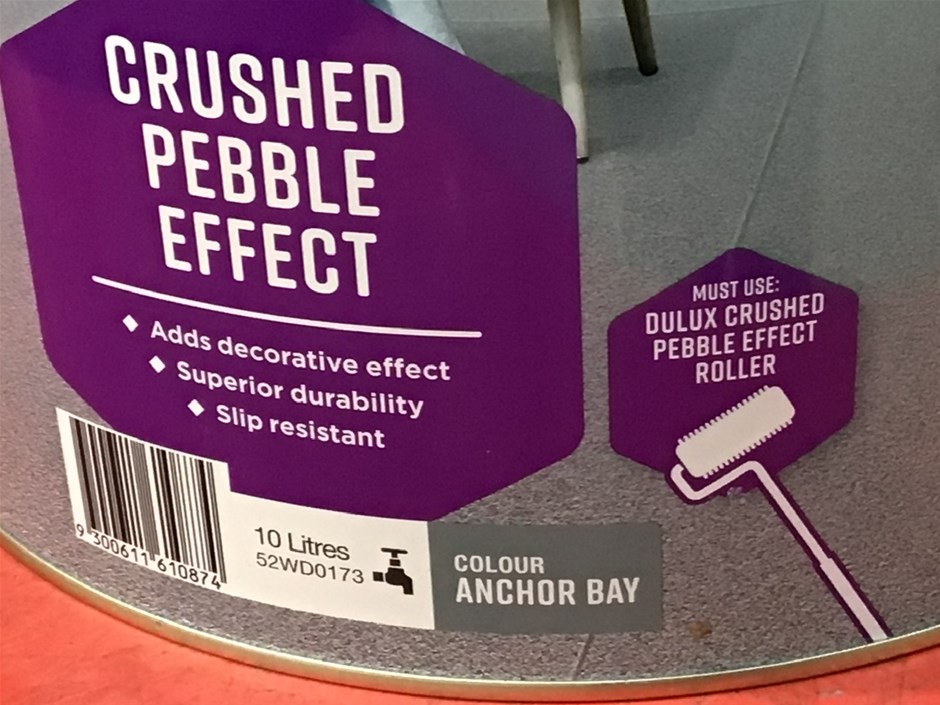 CRUSHED
PEBBLE
EFFECT
Adds decorative effect
Superior durability
Slip resistant
MUST USE:
DULUX CRUSHED
PEBBLE EFFECT
ROLLER
9 300611 610874
10 Litres
52WD0173
COLOUR
ANCHOR BAY